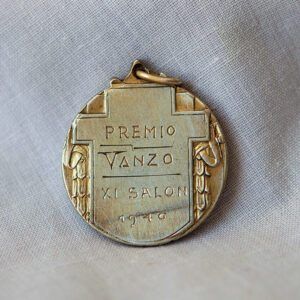 PREMIO
VANZO
XI SALON
1940